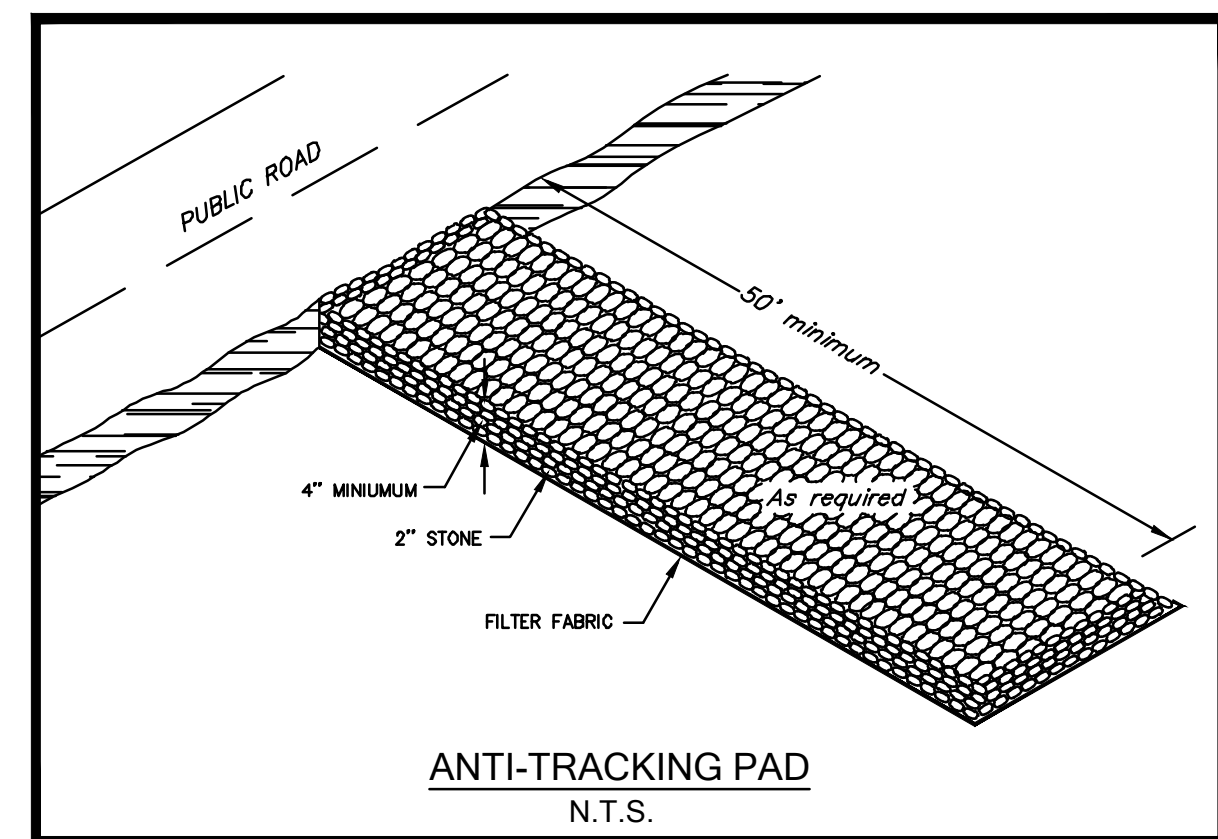 PUBLIC ROAD
50' minimum
4" MINIUMUM
As required
2" STONE
FILTER FABRIC
ANTI-TRACKING PAD
N.T.S.